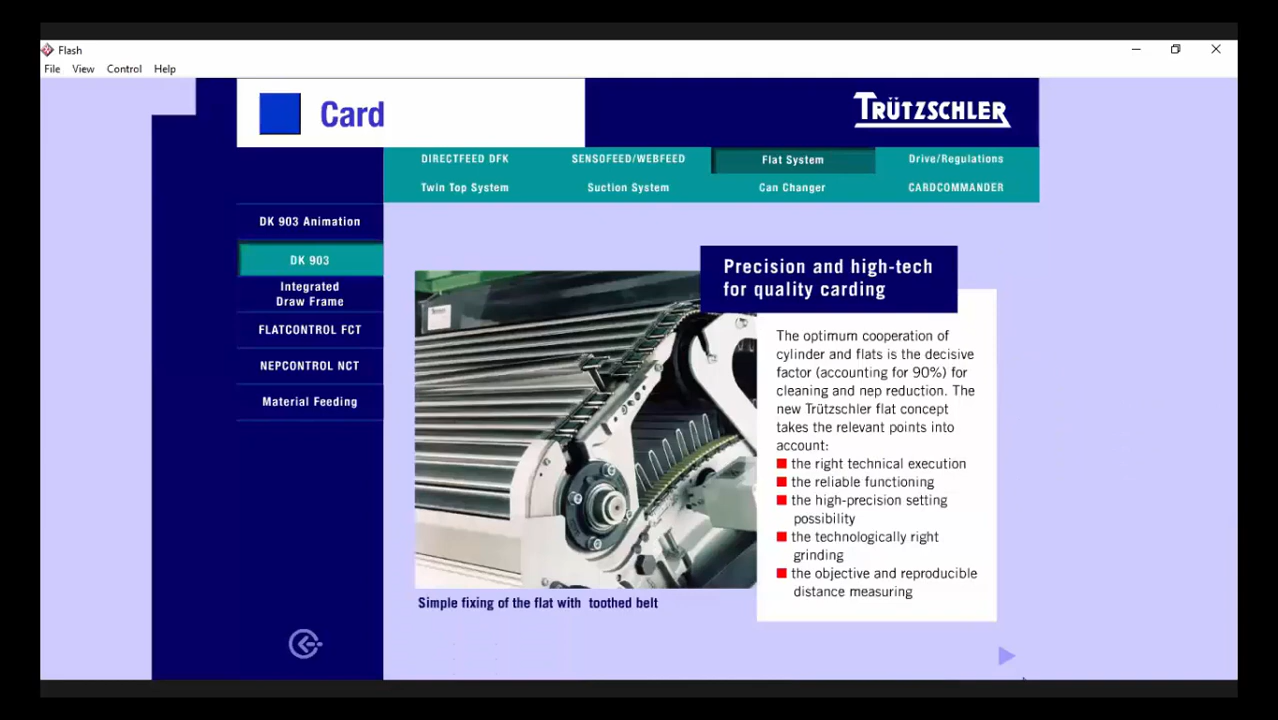 Flash
File View Control Help
Card
TRÜTZSCHLER
DIRECTFEED DFK SENSOFEED/WEBFEED Flat System Drive/Regulations
Twin Top System Suction System Can Changer CARDCOMMANDER
DK 903 Animation
DK 903
Integrated
Draw Frame
FLATCONTROL FCT
NEPCONTROL NCT
Material Feeding
Precision and high-tech
for quality carding
The optimum cooperation of
cylinder and flats is the decisive
factor (accounting for 90%) for
cleaning and nep reduction. The
new Trützschler flat concept
takes the relevant points into
account:
the right technical execution
the reliable functioning
the high-precision setting
possibility
the technologically right
grinding
the objective and reproducible
distance measuring
Simple fixing of the flat with toothed belt